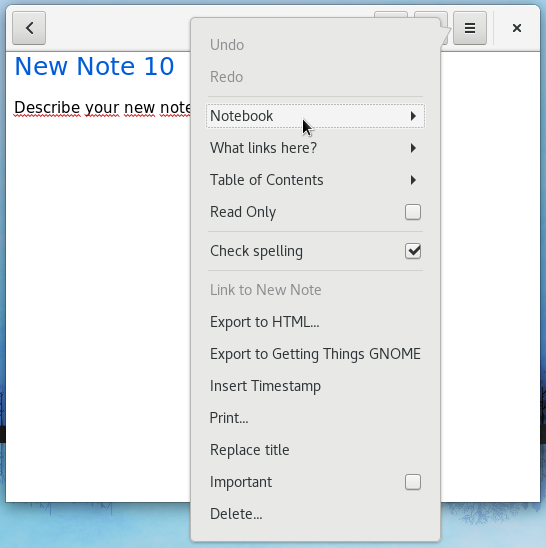 New Note 10
Describe your new note
Undo
Redo
Notebook
What links here?
Table of Contents
Read Only
Check spelling
Link to New Note
Export to HTML...
Export to Getting Things GNOME
Insert Timestamp
Print...
Replace title
Important
Delete...